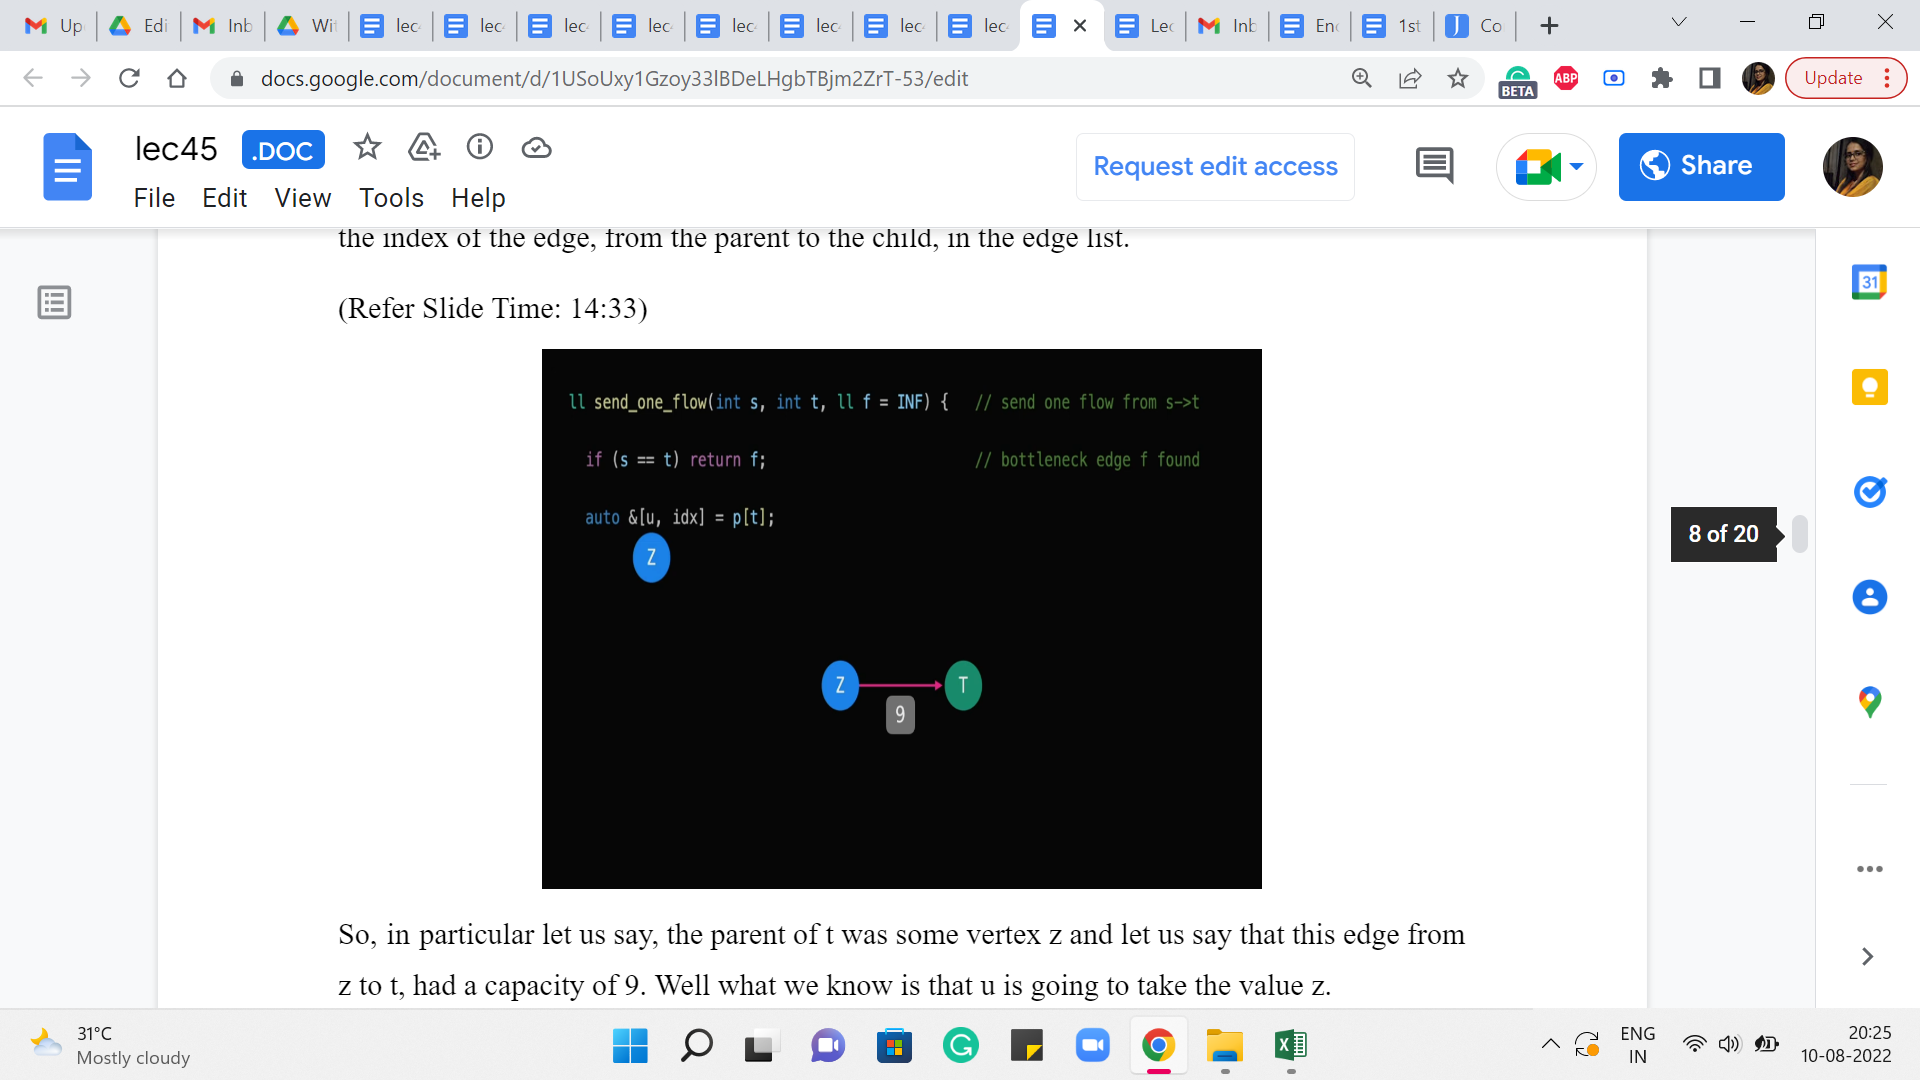 Up
Edi
Inb
Wi
lec
lec
lec
lec
lec
lec
lec
lec
Lec
Inb
Enc
1st
Co
docs.google.com/document/d/1USoUxy1Gzoy33lBDeLHgbTBjm2ZrT-53/edit
BETA
ABP
Update
lec45 .DOC
Request edit access
Share
File Edit View Tools Help
the index of the edge, from the parent to the child, in the edge list.
31
(Refer Slide Time: 14:33)
ll send_one_flow(int s, int t, ll f = INF) { // send one flow from s->t
if (s == t) return f; // bottleneck edge f found
auto &[u, idx] = p[t];
Z
8 of 20
Z T
9
So, in particular let us say, the parent of t was some vertex z and let us say that this edge from
z to t, had a capacity of 9. Well what we know is that u is going to take the value z.
31°C
Mostly cloudy
ENG
IN
20:25
10-08-2022